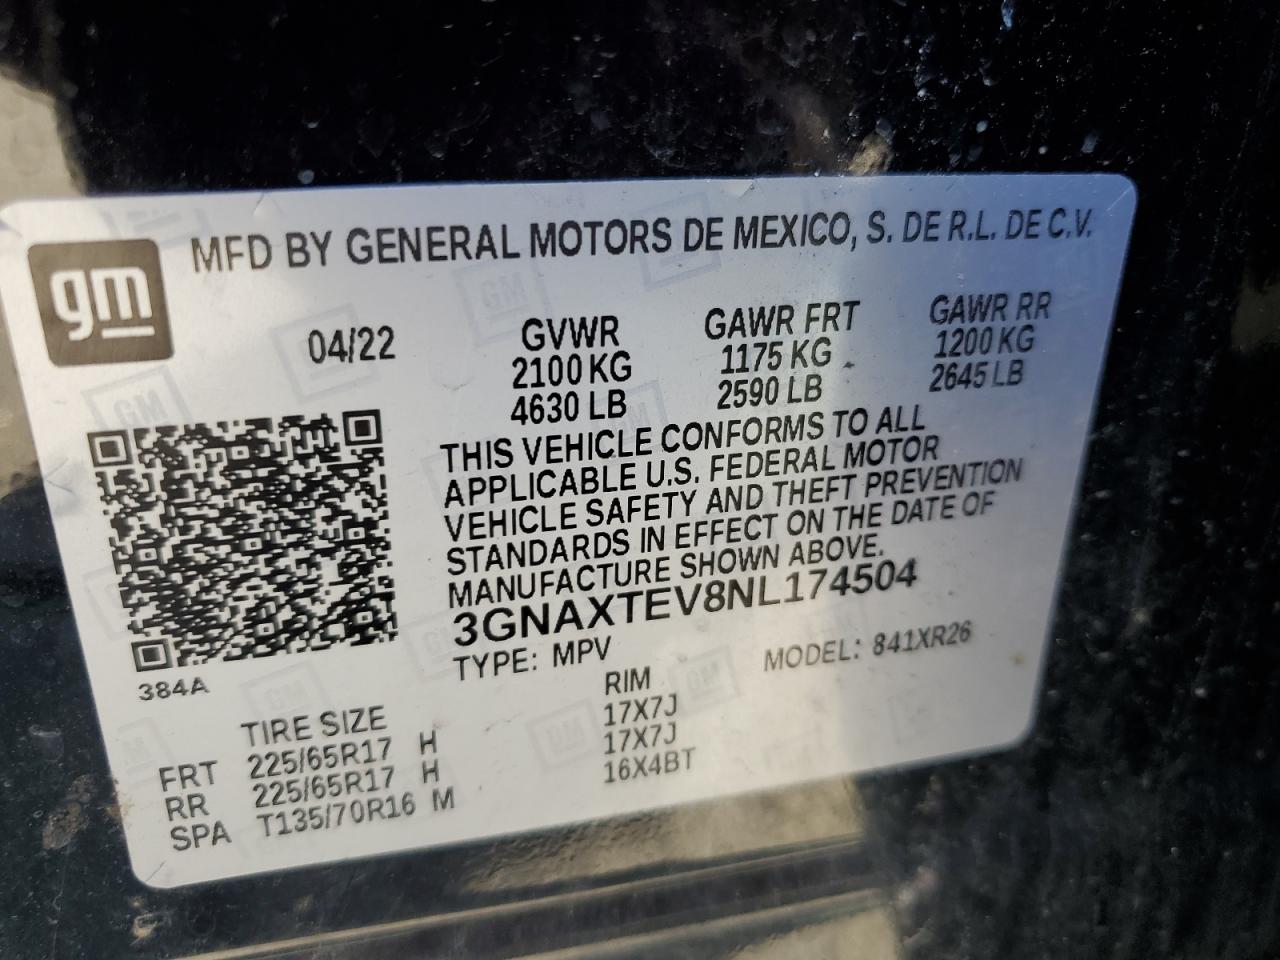 gm
MFD BY GENERAL MOTORS DE MEXICO, S. DE R.L. DE C.V.
04/22 GVWR GAWR FRT GAWR RR
2100 KG 1175 KG 1200 KG
4630 LB 2590 LB 2645 LB
THIS VEHICLE CONFORMS TO ALL
APPLICABLE U.S. FEDERAL MOTOR
VEHICLE SAFETY AND THEFT PREVENTION
STANDARDS IN EFFECT ON THE DATE OF
MANUFACTURE SHOWN ABOVE.
3GNAXTEV8NL174504
TYPE: MPV MODEL: 841XR26
384A
TIRE SIZE RIM
FRT 225/65R17 H 17X7J
RR 225/65R17 H 17X7J
SPA T135/70R16 M 16X4BT